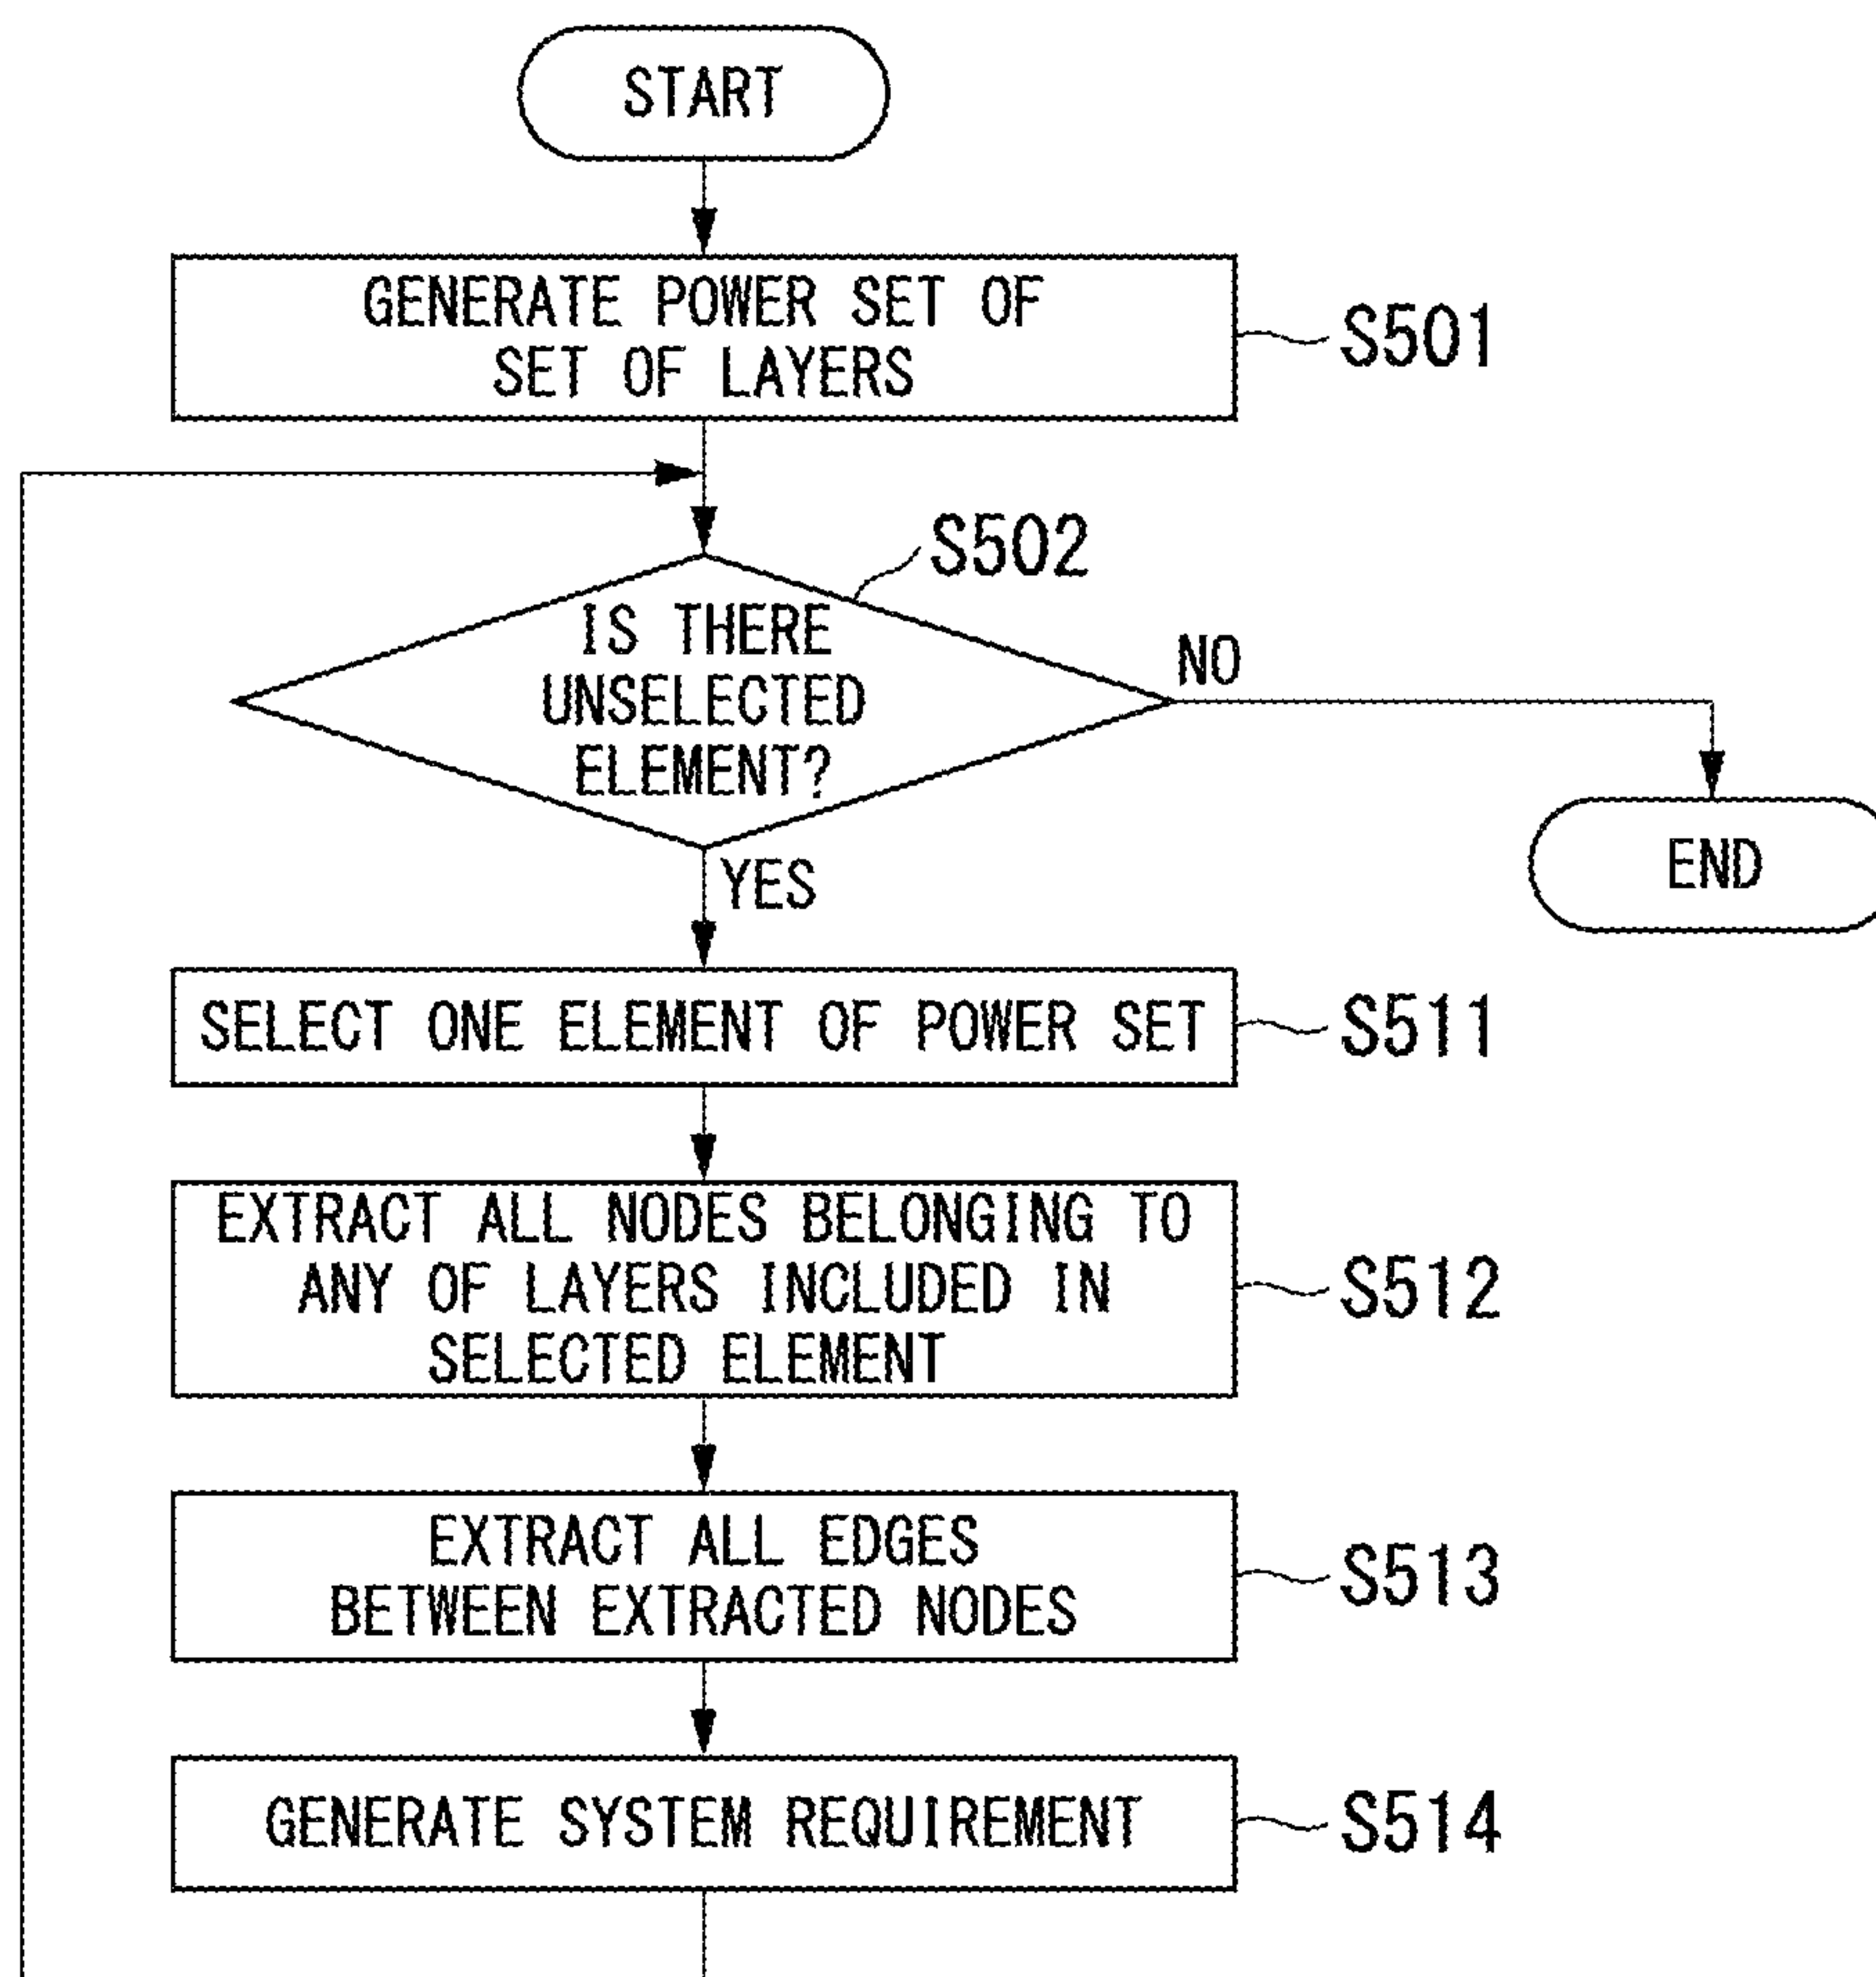 START
GENERATE POWER SET OF
SET OF LAYERS
S501
S502
IS THERE
UNSELECTED
ELEMENT?
NO
END
YES
SELECT ONE ELEMENT OF POWER SET
S511
EXTRACT ALL NODES BELONGING TO
ANY OF LAYERS INCLUDED IN
SELECTED ELEMENT
S512
EXTRACT ALL EDGES
BETWEEN EXTRACTED NODES
S513
GENERATE SYSTEM REQUIREMENT
S514